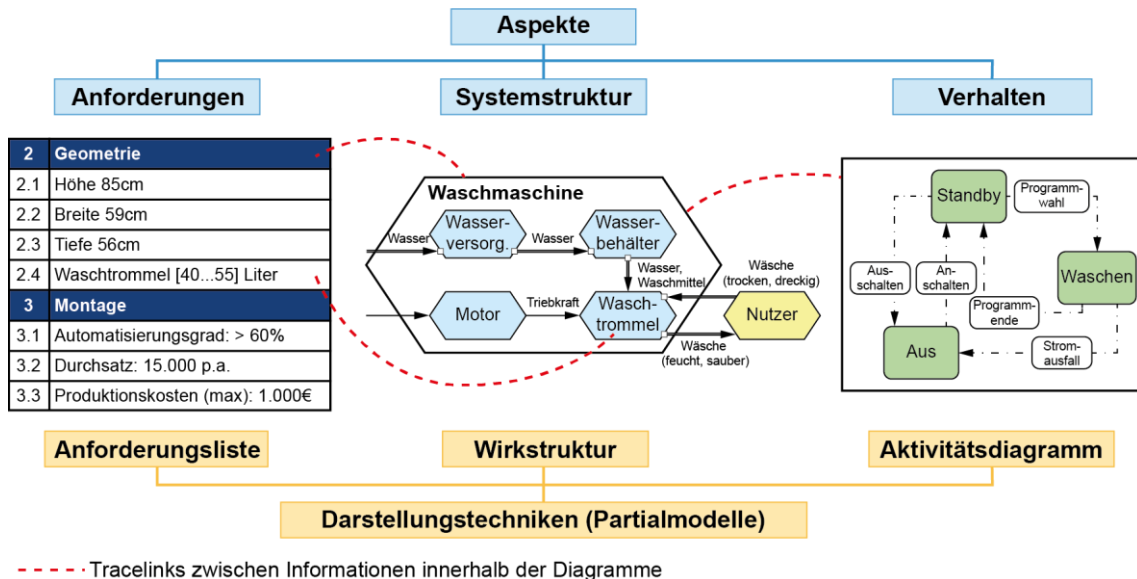 Aspekte
Anforderungen
Systemstruktur
Verhalten
2 Geometrie
2.1 Höhe 85cm
2.2 Breite 59cm
2.3 Tiefe 56cm
2.4 Waschtrommel [40...55] Liter
3 Montage
3.1 Automatisierungsgrad: > 60%
3.2 Durchsatz: 15.000 p.a.
3.3 Produktionskosten (max): 1.000€
Waschmaschine
Wasser
Wasser-
versorg.
Wasser
Wasser-
behälter
Wasser,
Waschmittel
Motor
Triebkraft
Wasch-
trommel
Wäsche
(trocken, dreckig)
Nutzer
Wäsche
(feucht, sauber)
Standby
Programm-
wahl
Waschen
Aus-
schalten
An-
schalten
Programm-
ende
Aus
Strom-
ausfall
Anforderungsliste
Wirkstruktur
Aktivitätsdiagramm
Darstellungstechniken (Partialmodelle)
Tracelinks zwischen Informationen innerhalb der Diagramme